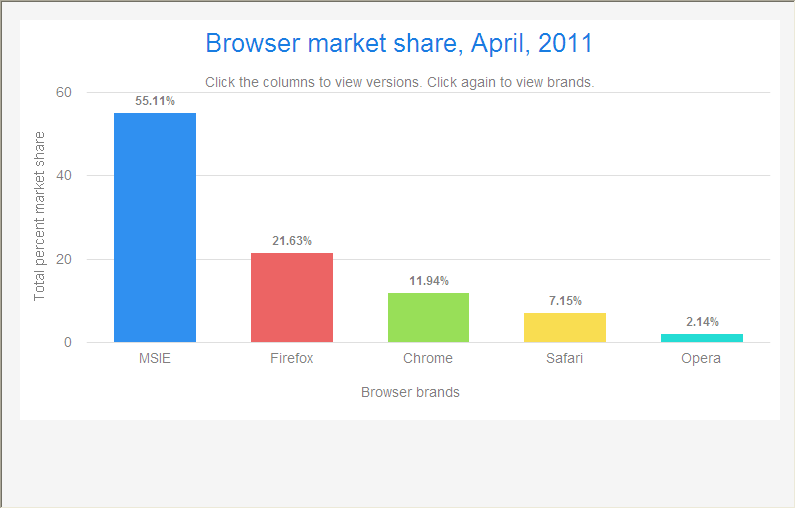 Browser market share, April, 2011
Click the columns to view versions. Click again to view brands.
Total percent market share
60
40
20
0
55.11%
21.63%
11.94%
7.15%
2.14%
MSIE
Firefox
Chrome
Safari
Opera
Browser brands